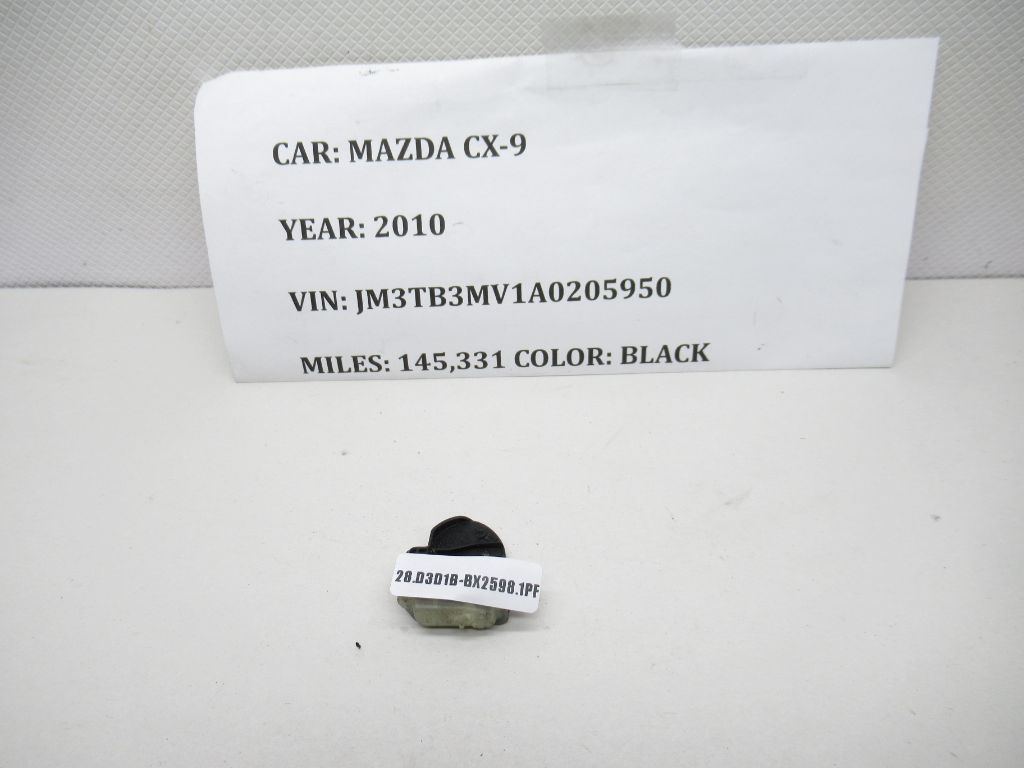 CAR: MAZDA CX-9
YEAR: 2010
VIN: JM3TB3MV1A0205950
MILES: 145,331 COLOR: BLACK
28.D3D1B-BX2598.1PF